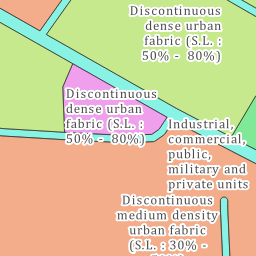 Discontinuous
dense urban
fabric (S.L. :
50% - 80%)
Discontinuous
dense urban
fabric (S.L. :
50% - 80%)
Industrial,
commercial,
public,
military and
private units
Discontinuous
medium density
urban fabric
(S.L. : 30% -